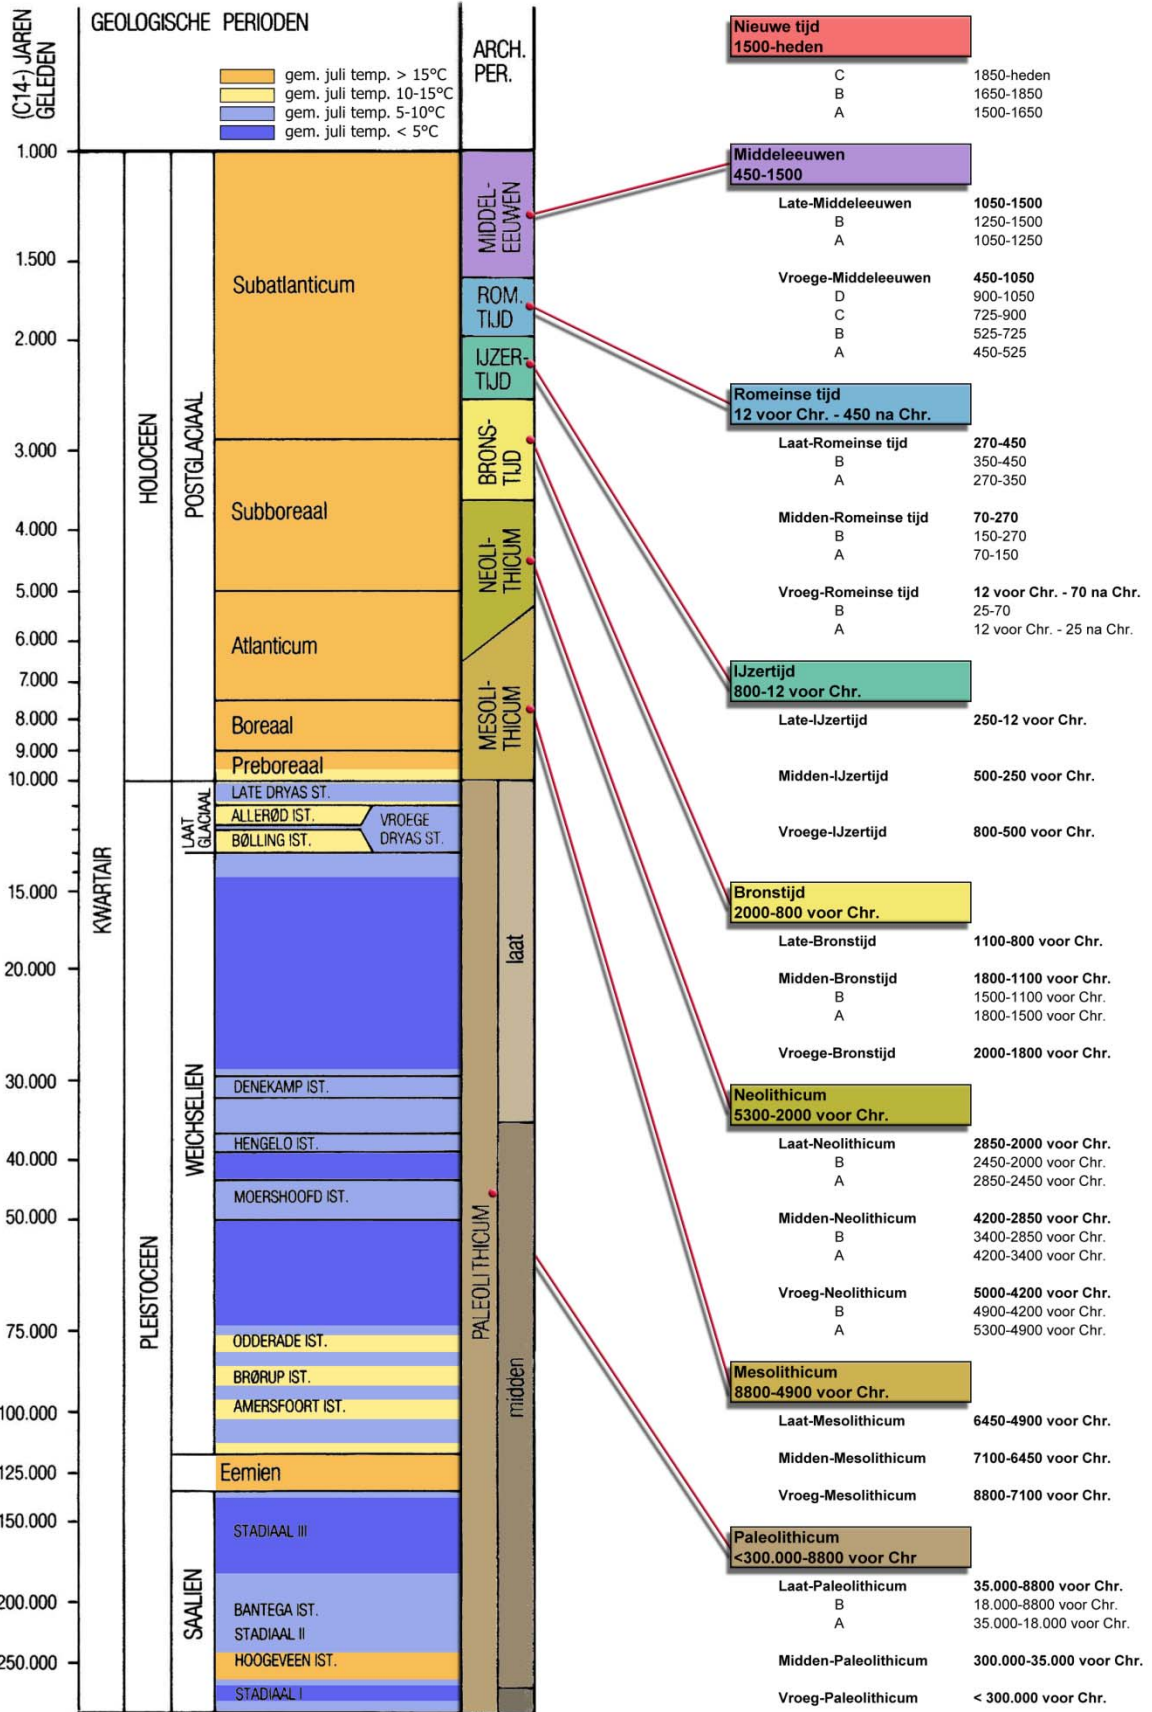 (C14-) JAREN
GELEDEN
GEOLOGISCHE PERIODEN
gem. juli temp. > 15°C
gem. juli temp. 10-15°C
gem. juli temp. 5-10°C
gem. juli temp. < 5°C
ARCH.
PER.
1.000
1.500
2.000
3.000
4.000
5.000
6.000
7.000
8.000
9.000
10.000
15.000
20.000
30.000
40.000
50.000
75.000
100.000
125.000
150.000
200.000
250.000
KWARTAIR
HOLOCEEN
PLEISTOCEEN
POSTGLACIAAL
LAAT
GLACIAAL
WEICHSELIEN
SAALIEN
Subatlanticum
Subboreaal
Atlanticum
Boreaal
Preboreaal
LATE DRYAS ST.
ALLERØD IST.
VROEGE
DRYAS ST.
BØLLING IST.
DENEKAMP IST.
HENGELO IST.
MOERSHOOFD IST.
ODDERADE IST.
BRØRUP IST.
AMERSFOORT IST.
Eemien
STADIAAL III
BANTEGA IST.
STADIAAL II
HOOGEVEEN IST.
STADIAAL I
MIDDEL-
EEUWEN
ROM.
TIJD
IJZER-
TIJD
BRONS-
TIJD
NEOLI-
THICUM
MESOLI-
THICUM
PALEOLITHICUM
laat
midden
Nieuwe tijd
1500-heden
C 1850-heden
B 1650-1850
A 1500-1650
Middeleeuwen
450-1500
Late-Middeleeuwen 1050-1500
B 1250-1500
A 1050-1250
Vroege-Middeleeuwen 450-1050
D 900-1050
C 725-900
B 525-725
A 450-525
Romeinse tijd
12 voor Chr. - 450 na Chr.
Laat-Romeinse tijd 270-450
B 350-450
A 270-350
Midden-Romeinse tijd 70-270
B 150-270
A 70-150
Vroeg-Romeinse tijd 12 voor Chr. - 70 na Chr.
B 25-70
A 12 voor Chr. - 25 na Chr.
IJzertijd
800-12 voor Chr.
Late-IJzertijd 250-12 voor Chr.
Midden-IJzertijd 500-250 voor Chr.
Vroege-IJzertijd 800-500 voor Chr.
Bronstijd
2000-800 voor Chr.
Late-Bronstijd 1100-800 voor Chr.
Midden-Bronstijd 1800-1100 voor Chr.
B 1500-1100 voor Chr.
A 1800-1500 voor Chr.
Vroege-Bronstijd 2000-1800 voor Chr.
Neolithicum
5300-2000 voor Chr.
Laat-Neolithicum 2850-2000 voor Chr.
B 2450-2000 voor Chr.
A 2850-2450 voor Chr.
Midden-Neolithicum 4200-2850 voor Chr.
B 3400-2850 voor Chr.
A 4200-3400 voor Chr.
Vroeg-Neolithicum 5000-4200 voor Chr.
B 4900-4200 voor Chr.
A 5300-4900 voor Chr.
Mesolithicum
8800-4900 voor Chr.
Laat-Mesolithicum 6450-4900 voor Chr.
Midden-Mesolithicum 7100-6450 voor Chr.
Vroeg-Mesolithicum 8800-7100 voor Chr.
Paleolithicum
<300.000-8800 voor Chr
Laat-Paleolithicum 35.000-8800 voor Chr.
B 18.000-8800 voor Chr.
A 35.000-18.000 voor Chr.
Midden-Paleolithicum 300.000-35.000 voor Chr.
Vroeg-Paleolithicum < 300.000 voor Chr.